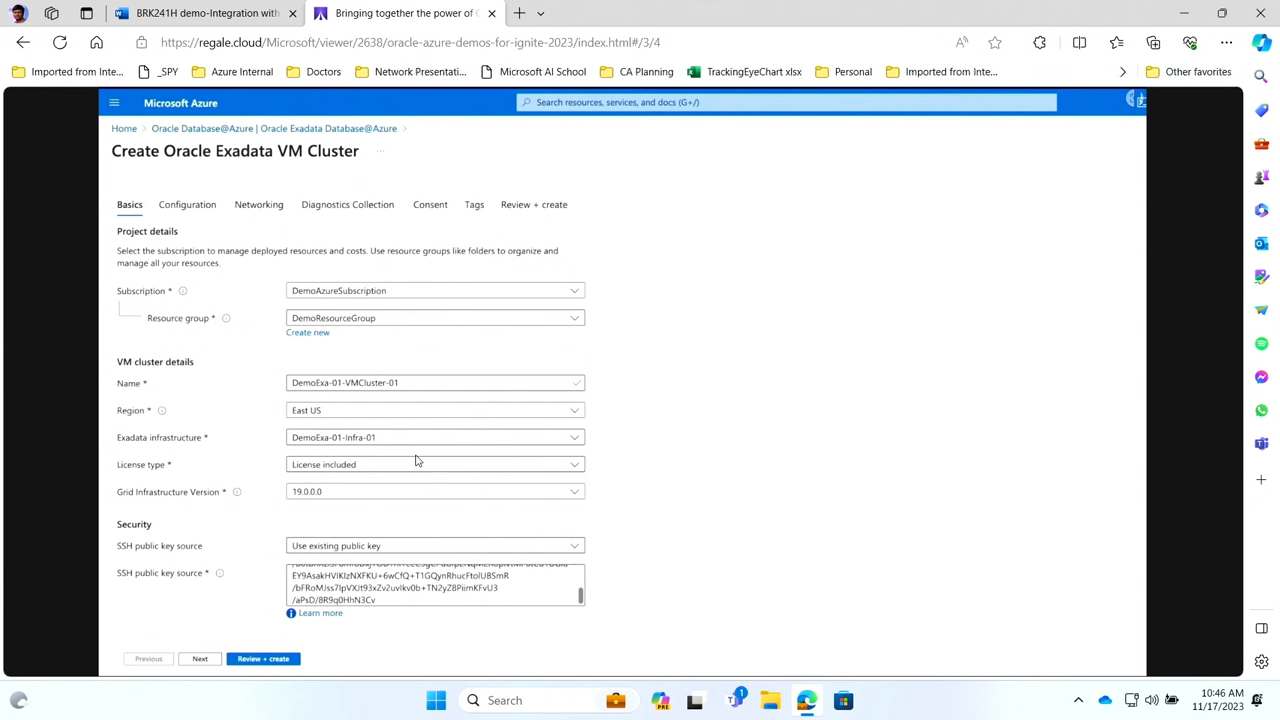 BRK241H demo-Integration with
Bringing together the power of O
https://regale.cloud/Microsoft/viewer/2638/oracle-azure-demos-for-ignite-2023/index.html#/3/4
Imported from Inte...
_SPY
Azure Internal
Doctors
Network Presentati...
Microsoft AI School
CA Planning
TrackingEyeChart xlsx
Personal
Imported from Inte...
Other favorites
Microsoft Azure
Search resources, services, and docs (G+/)
Home > Oracle Database@Azure | Oracle Exadata Database@Azure >
Create Oracle Exadata VM Cluster ...
Basics Configuration Networking Diagnostics Collection Consent Tags Review + create
Project details
Select the subscription to manage deployed resources and costs. Use resource groups like folders to organize and
manage all your resources.
Subscription * DemoAzureSubscription
Resource group * DemoResourceGroup
Create new
VM cluster details
Name * DemoExa-01-VMCluster-01
Region * East US
Exadata infrastructure * DemoExa-01-Infra-01
License type * License included
Grid Infrastructure Version * 19.0.0.0
Security
SSH public key source Use existing public key
SSH public key source *
/aPsD/8R9q0HhN3Cv
Learn more
Previous Next Review + create
Search
PRE
1
10:46 AM
11/17/2023